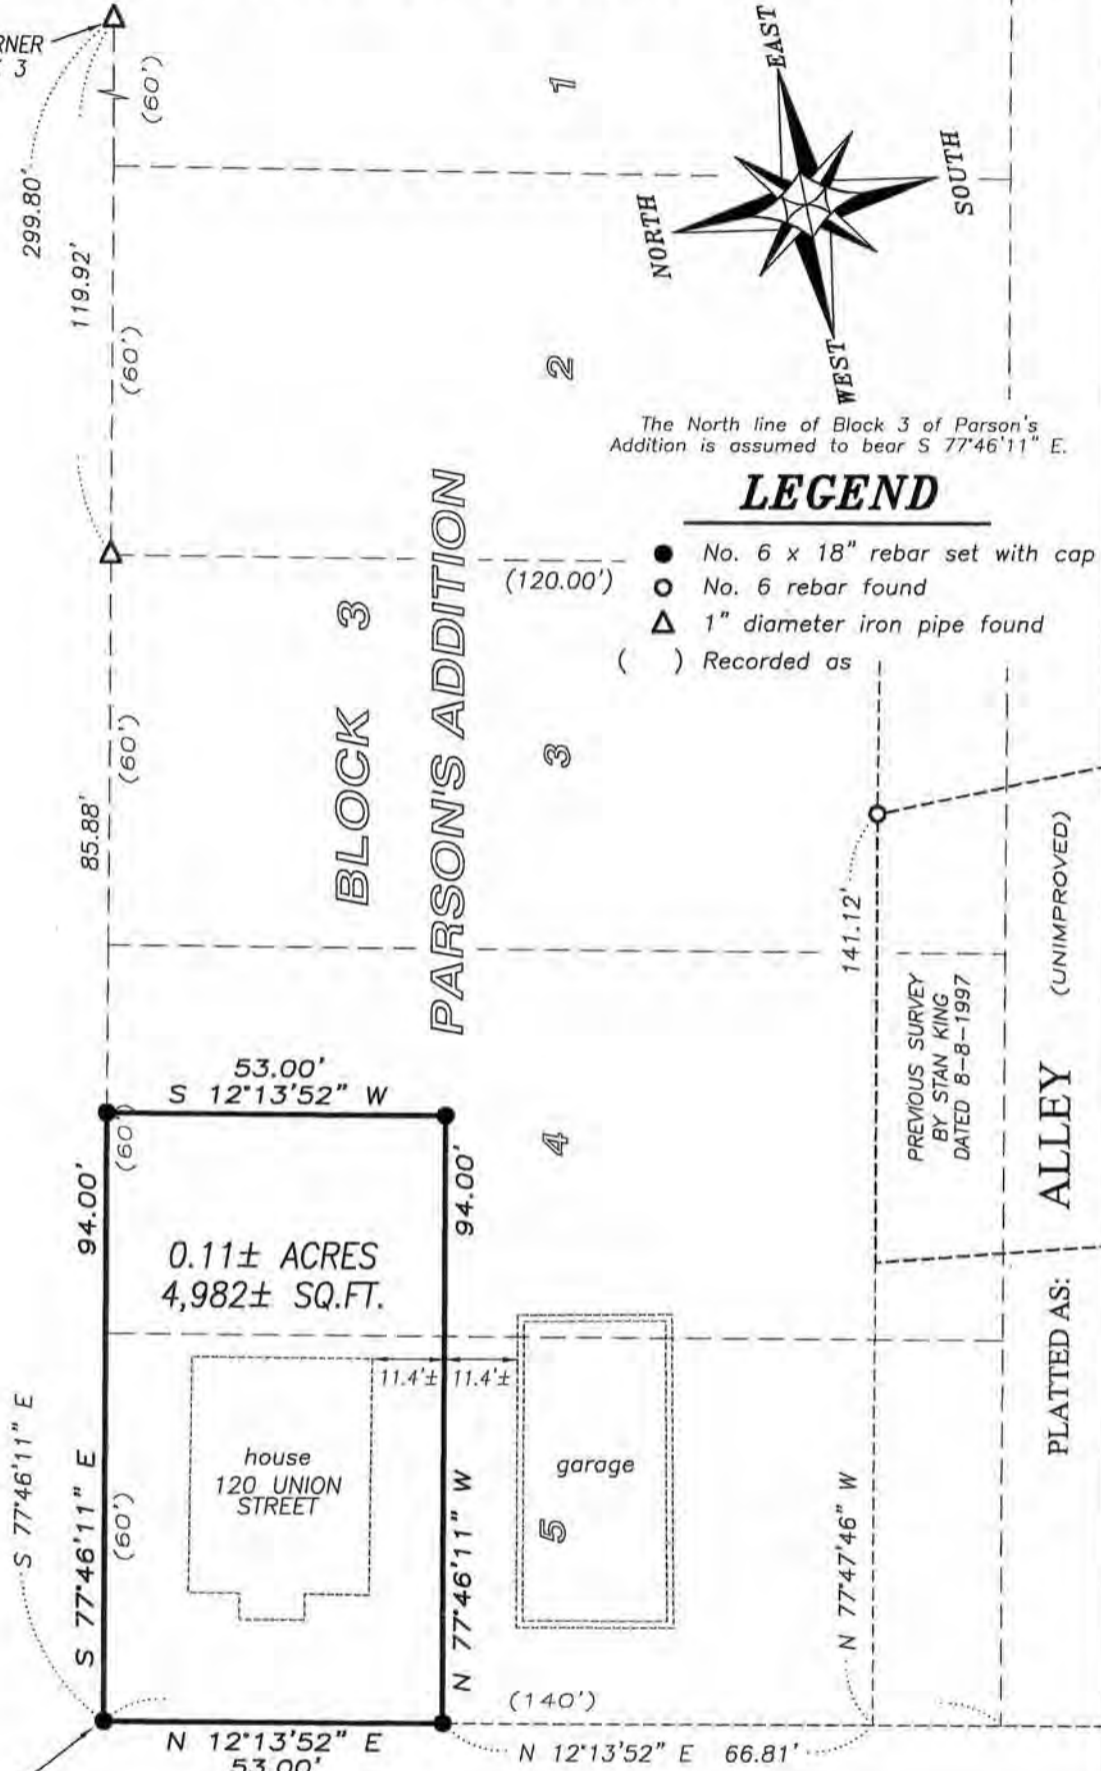 RNER
3
299.80'
(60')
1
EAST
SOUTH
NORTH
WEST
119.92'
(60')
2
The North line of Block 3 of Parson's
Addition is assumed to bear S 77°46'11" E.
LEGEND
No. 6 x 18" rebar set with cap
No. 6 rebar found
1" diameter iron pipe found
( ) Recorded as
(120.00')
BLOCK 3
PARSON'S ADDITION
3
85.88'
(60')
141.12'
PREVIOUS SURVEY
BY STAN KING
DATED 8-8-1997
PLATTED AS: ALLEY (UNIMPROVED)
53.00'
S 12°13'52" W
(60')
94.00'
94.00'
4
0.11± ACRES
4,982± SQ.FT.
11.4'±
11.4'±
S 77°46'11" E
S 77°46'11" E
(60')
house
120 UNION
STREET
garage
5
N 77°46'11" W
N 77°47'46" W
(140')
N 12°13'52" E
53.00'
N 12°13'52" E 66.81'